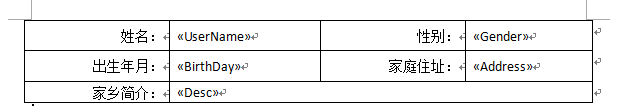 姓名： «UserName» 性别： «Gender»
出生年月： «BirthDay» 家庭住址： «Address»
家乡简介： «Desc»